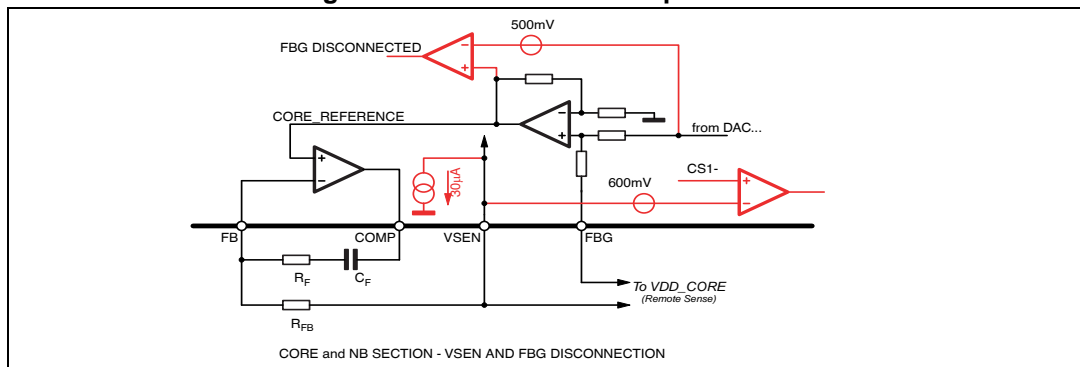 500mV
FBG DISCONNECTED
CORE_REFERENCE
from DAC...
CS1-
30µA
600mV
FB
COMP
VSEN
FBG
RF
CF
To VDD_CORE
(Remote Sense)
RFB
CORE and NB SECTION - VSEN AND FBG DISCONNECTION